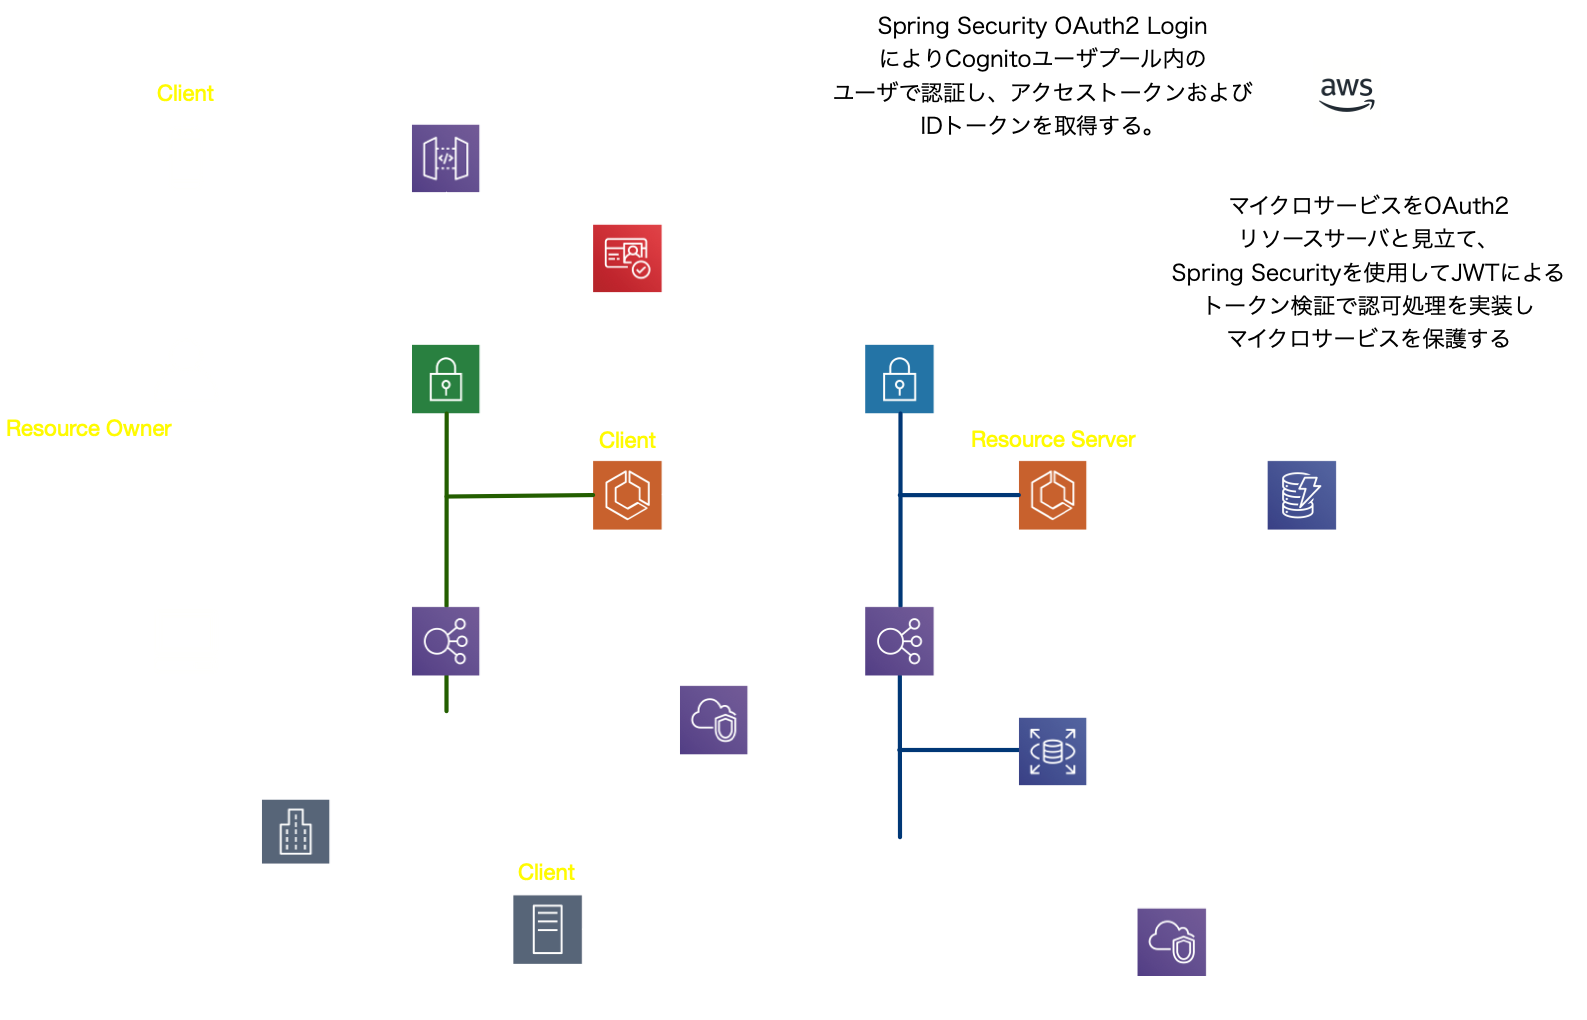 Spring Security OAuth2 Login
によりCognitoユーザプール内の
ユーザで認証し、アクセストークンおよび
IDトークンを取得する。
Client
aws
マイクロサービスをOAuth2
リソースサーバと見立て、
Spring Securityを使用してJWTによる
トークン検証で認可処理を実装し
マイクロサービスを保護する
Resource Owner
Client
Resource Server
Client